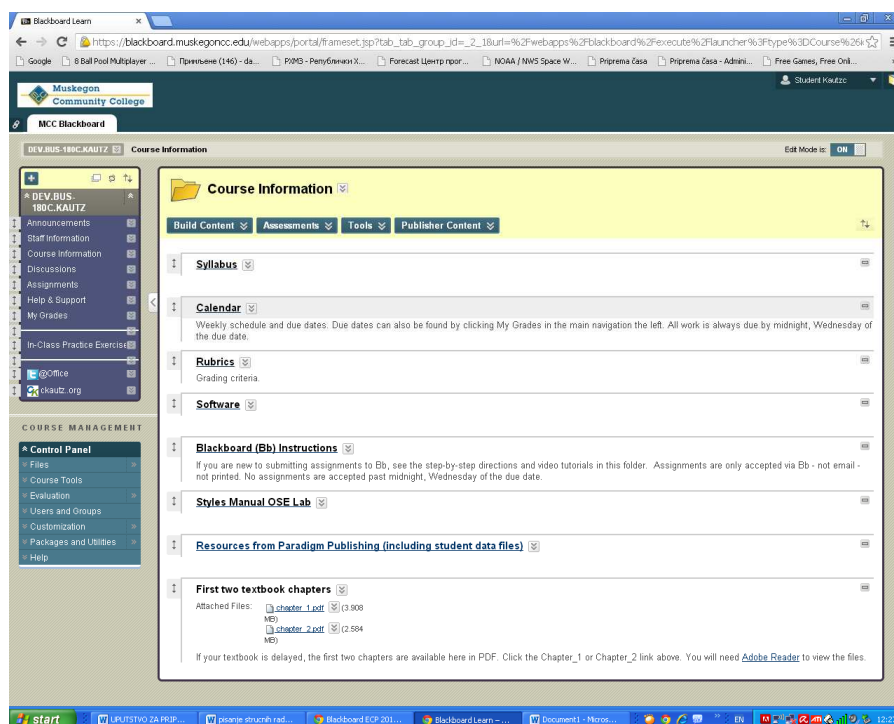 Blackboard Learn
https://blackboard.muskegoncc.edu/webapps/portal/frameset.jsp?tab_tab_group_id=_2_1&url=%2Fwebapps%2Fblackboard%2Fexecute%2Flauncher%3Ftype%3DCourse%26
Google 8 Ball Pool Multiplayer ... Примљене (146) - da... РХМЗ - Републички Х... Forecast Центр прог... NOAA / NWS Space W... Priprema časa Priprema časa - Admini... Free Games, Free Onli...
Muskegon
Community College
Student Kautzc
MCC Blackboard
DEV.BUS-180C.KAUTZ Course Information
Edit Mode is: ON
DEV.BUS-
180C.KAUTZ
Announcements
Staff Information
Course Information
Discussions
Assignments
Help & Support
My Grades
In-Class Practice Exercise
@Office
ckautz.org
COURSE MANAGEMENT
Control Panel
Files
Course Tools
Evaluation
Users and Groups
Customization
Packages and Utilities
Help
Course Information
Build Content Assessments Tools Publisher Content
Syllabus
Calendar
Weekly schedule and due dates. Due dates can also be found by clicking My Grades in the main navigation the left. All work is always due by midnight, Wednesday of
the due date.
Rubrics
Grading criteria.
Software
Blackboard (Bb) Instructions
If you are new to submitting assignments to Bb, see the step-by-step directions and video tutorials in this folder. Assignments are only accepted via Bb - not email -
not printed. No assignments are accepted past midnight, Wednesday of the due date.
Styles Manual OSE Lab
Resources from Paradigm Publishing (including student data files)
First two textbook chapters
Attached Files: chapter_1.pdf (3.908
MB)
chapter_2.pdf (2.584
MB)
If your textbook is delayed, the first two chapters are available here in PDF. Click the Chapter_1 or Chapter_2 link above. You will need Adobe Reader to view the files.
start UPUTSTVO ZA PRIP... pisanje strucnih rad... Blackboard ECP 201... Blackboard Learn – ... Document1 - Micros... EN